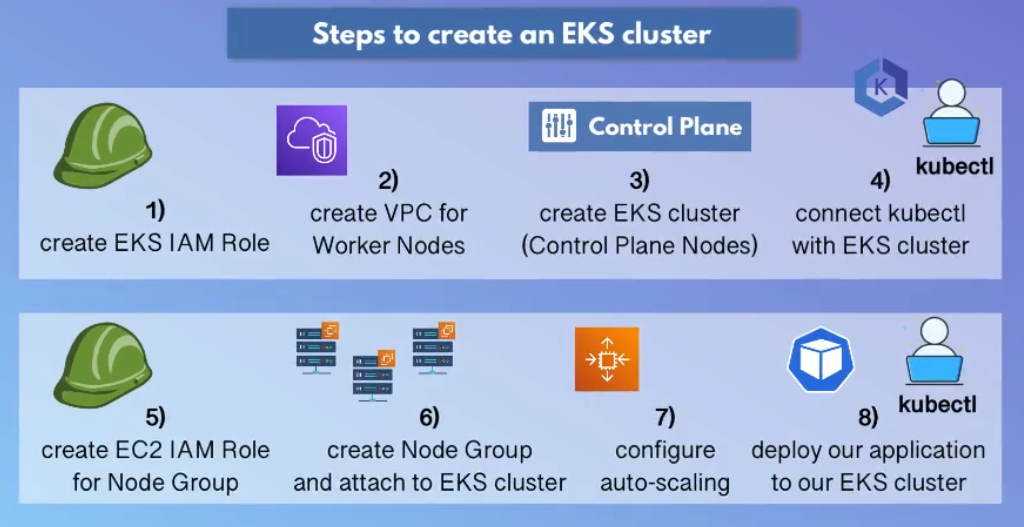 Steps to create an EKS cluster
K
Control Plane
kubectl
1)
create EKS IAM Role
2)
create VPC for
Worker Nodes
3)
create EKS cluster
(Control Plane Nodes)
4)
connect kubectl
with EKS cluster
kubectl
5)
create EC2 IAM Role
for Node Group
6)
create Node Group
and attach to EKS cluster
7)
configure
auto-scaling
8)
deploy our application
to our EKS cluster